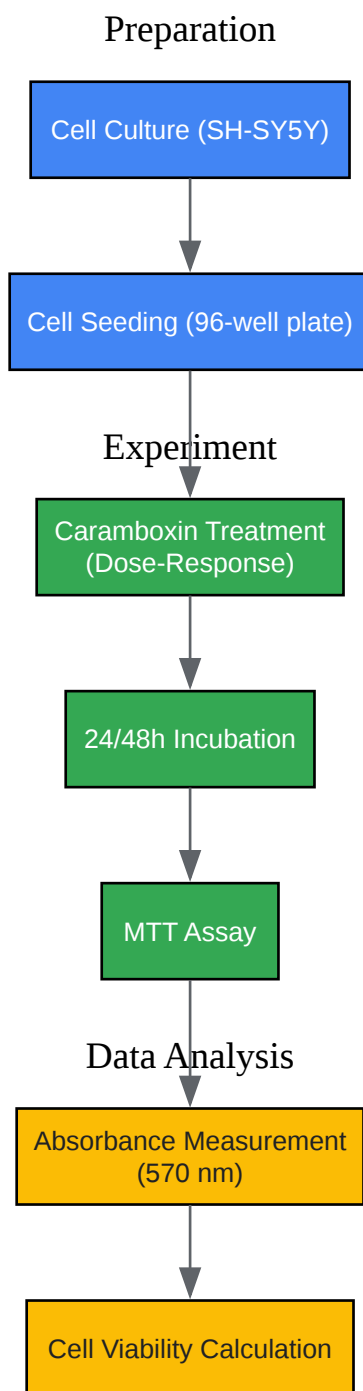 Preparation
Cell Culture (SH-SY5Y)
Cell Seeding (96-well plate)
Experiment
Caramboxin Treatment
(Dose-Response)
24/48h Incubation
MTT Assay
Data Analysis
Absorbance Measurement
(570 nm)
Cell Viability Calculation